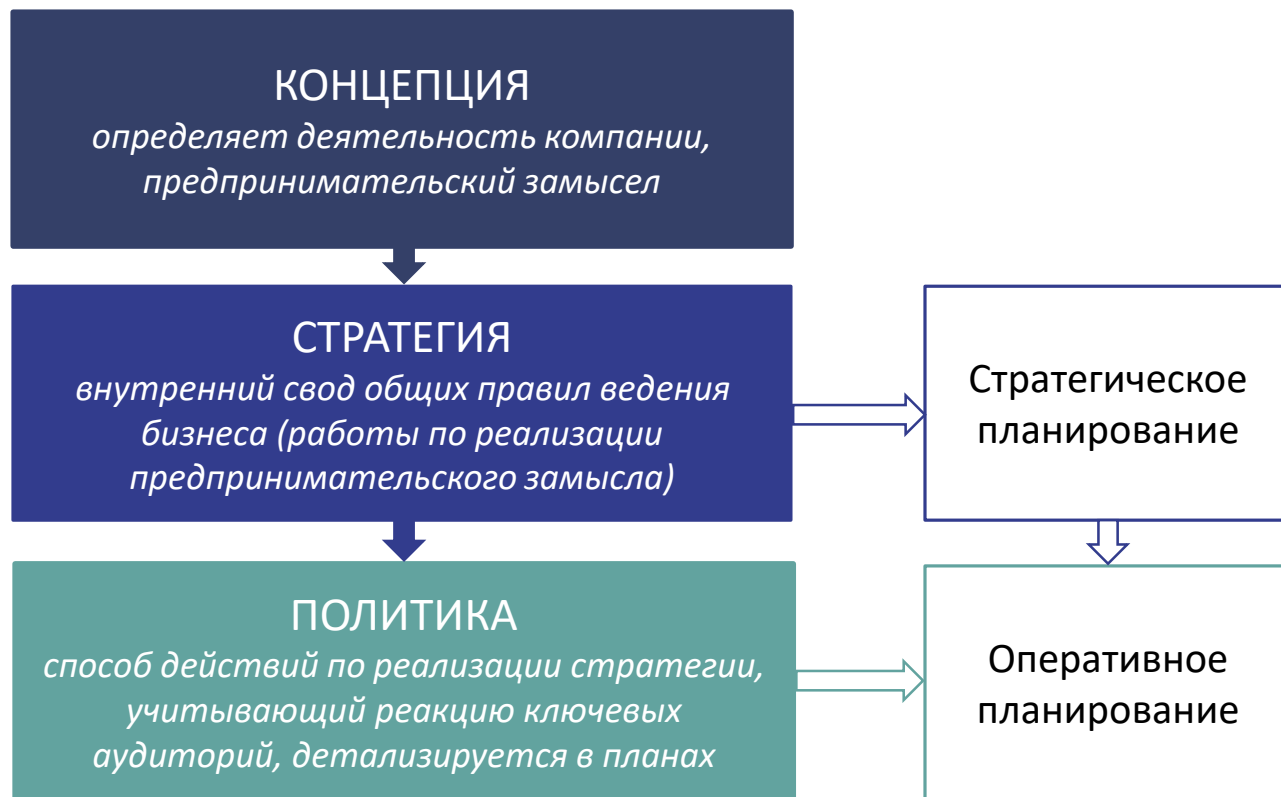 КОНЦЕПЦИЯ
определяет деятельность компании,
предпринимательский замысел
СТРАТЕГИЯ
внутренний свод общих правил ведения
бизнеса (работы по реализации
предпринимательского замысла)
Стратегическое
планирование
ПОЛИТИКА
способ действий по реализации стратегии,
учитывающий реакцию ключевых
аудиторий, детализируется в планах
Оперативное
планирование